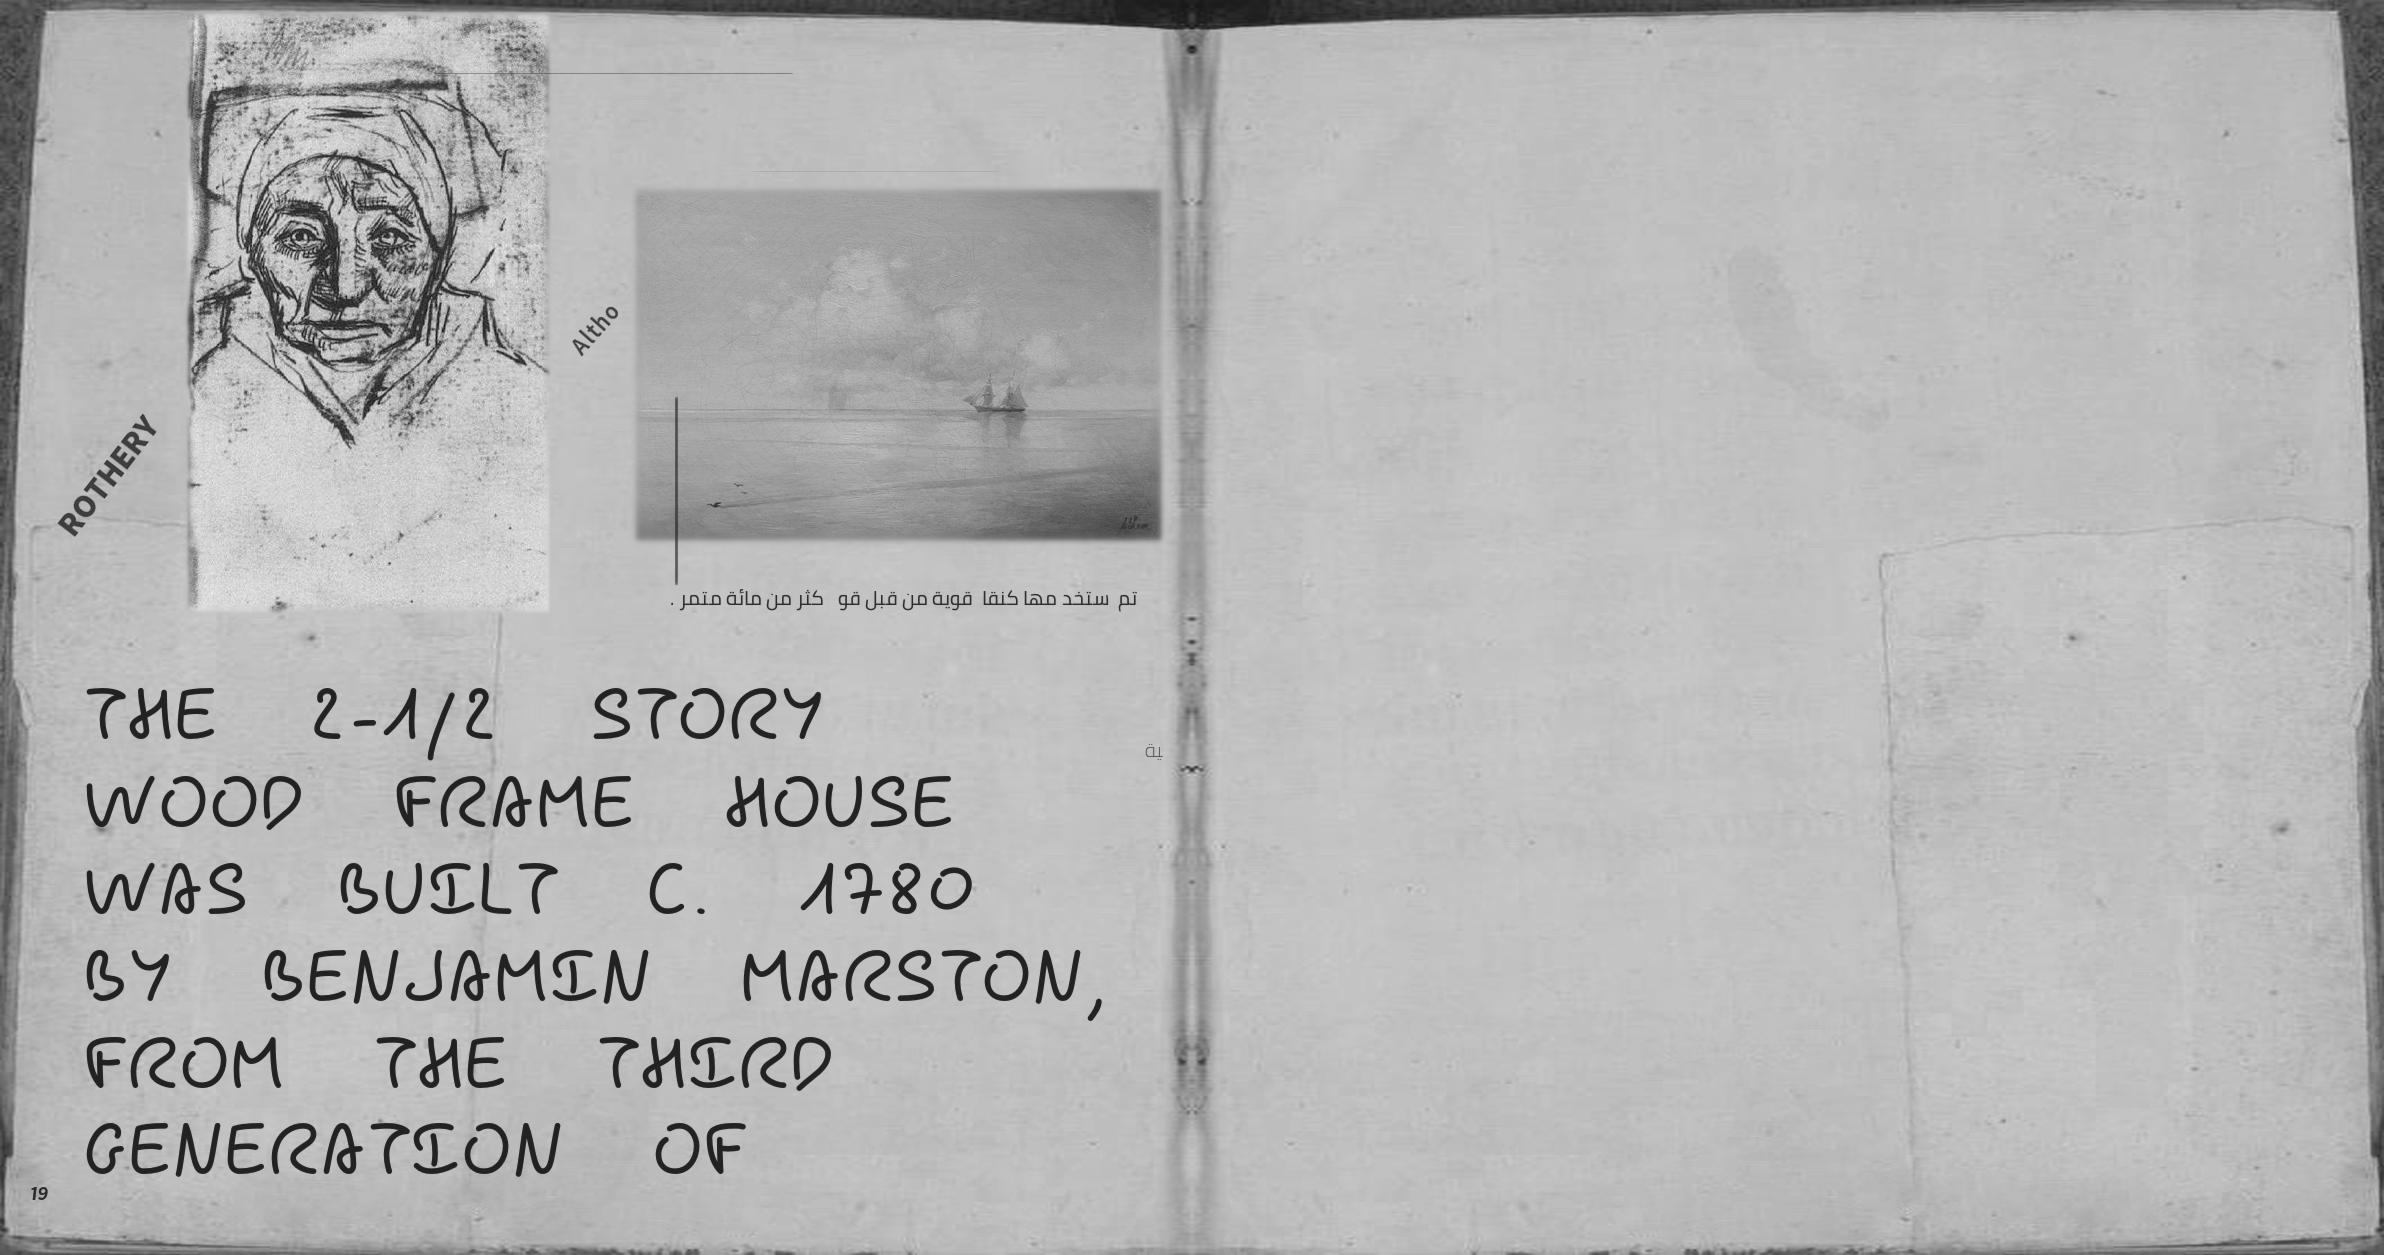 ROTHERY
Altho
تم ستخد مها كنقا قوية من قبل قو كثر من مائة متمر .
ية
THE 2-1/2 STORY
WOOD FRAME HOUSE
WAS BUILT C. 1780
BY BENJAMIN MARSTON,
FROM THE THIRD
GENERATION OF
19